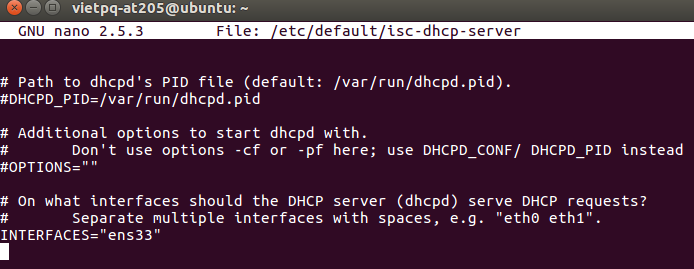 vietpq-at205@ubuntu: ~
GNU nano 2.5.3 File: /etc/default/isc-dhcp-server
# Path to dhcpd's PID file (default: /var/run/dhcpd.pid).
#DHCPD_PID=/var/run/dhcpd.pid
# Additional options to start dhcpd with.
#       Don't use options -cf or -pf here; use DHCPD_CONF/ DHCPD_PID instead
#OPTIONS=""
# On what interfaces should the DHCP server (dhcpd) serve DHCP requests?
#       Separate multiple interfaces with spaces, e.g. "eth0 eth1".
INTERFACES="ens33"